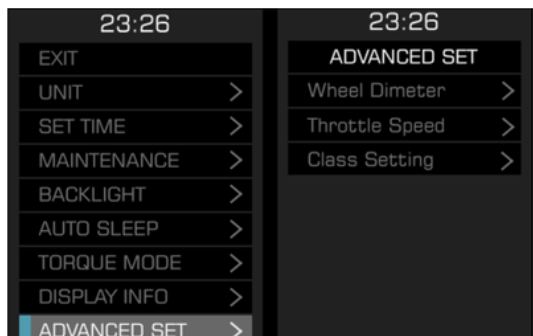 23:26
EXIT
UNIT
SET TIME
MAINTENANCE
BACKLIGHT
AUTO SLEEP
TORQUE MODE
DISPLAY INFO
ADVANCED SET
23:26
ADVANCED SET
Wheel Dimeter
Throttle Speed
Class Setting